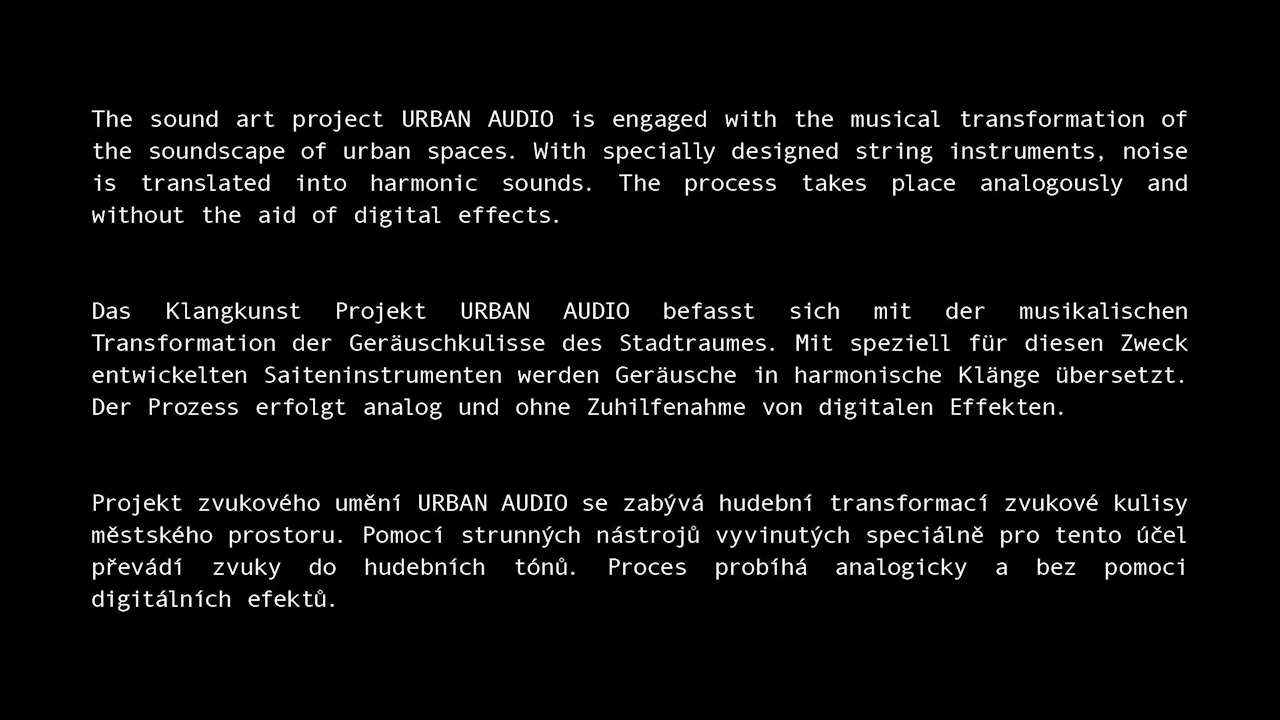 The sound art project URBAN AUDIO is engaged with the musical transformation of
the soundscape of urban spaces. With specially designed string instruments, noise
is translated into harmonic sounds. The process takes place analogously and
without the aid of digital effects.
Das Klangkunst Projekt URBAN AUDIO befasst sich mit der musikalischen
Transformation der Geräuschkulisse des Stadtraumes. Mit speziell für diesen Zweck
entwickelten Saiteninstrumenten werden Geräusche in harmonische Klänge übersetzt.
Der Prozess erfolgt analog und ohne Zuhilfenahme von digitalen Effekten.
Projekt zvukového umění URBAN AUDIO se zabývá hudební transformací zvukové kulisy
městského prostoru. Pomocí strunných nástrojů vyvinutých speciálně pro tento účel
převádí zvuky do hudebních tónů. Proces probíhá analogicky a bez pomoci
digitálních efektů.